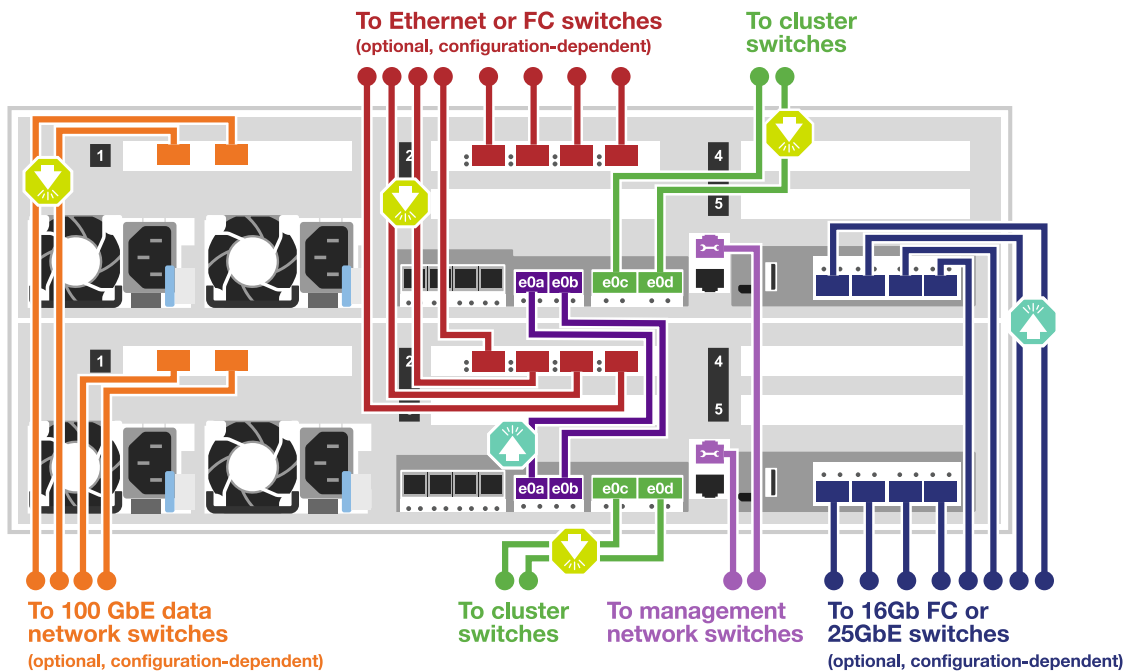 To Ethernet or FC switches
(optional, configuration-dependent)
To cluster
switches
1
2
4
5
e0a e0b e0c e0d
1
2
4
5
e0a e0b e0c e0d
To 100 GbE data
network switches
(optional, configuration-dependent)
To cluster
switches
To management
network switches
To 16Gb FC or
25GbE switches
(optional, configuration-dependent)